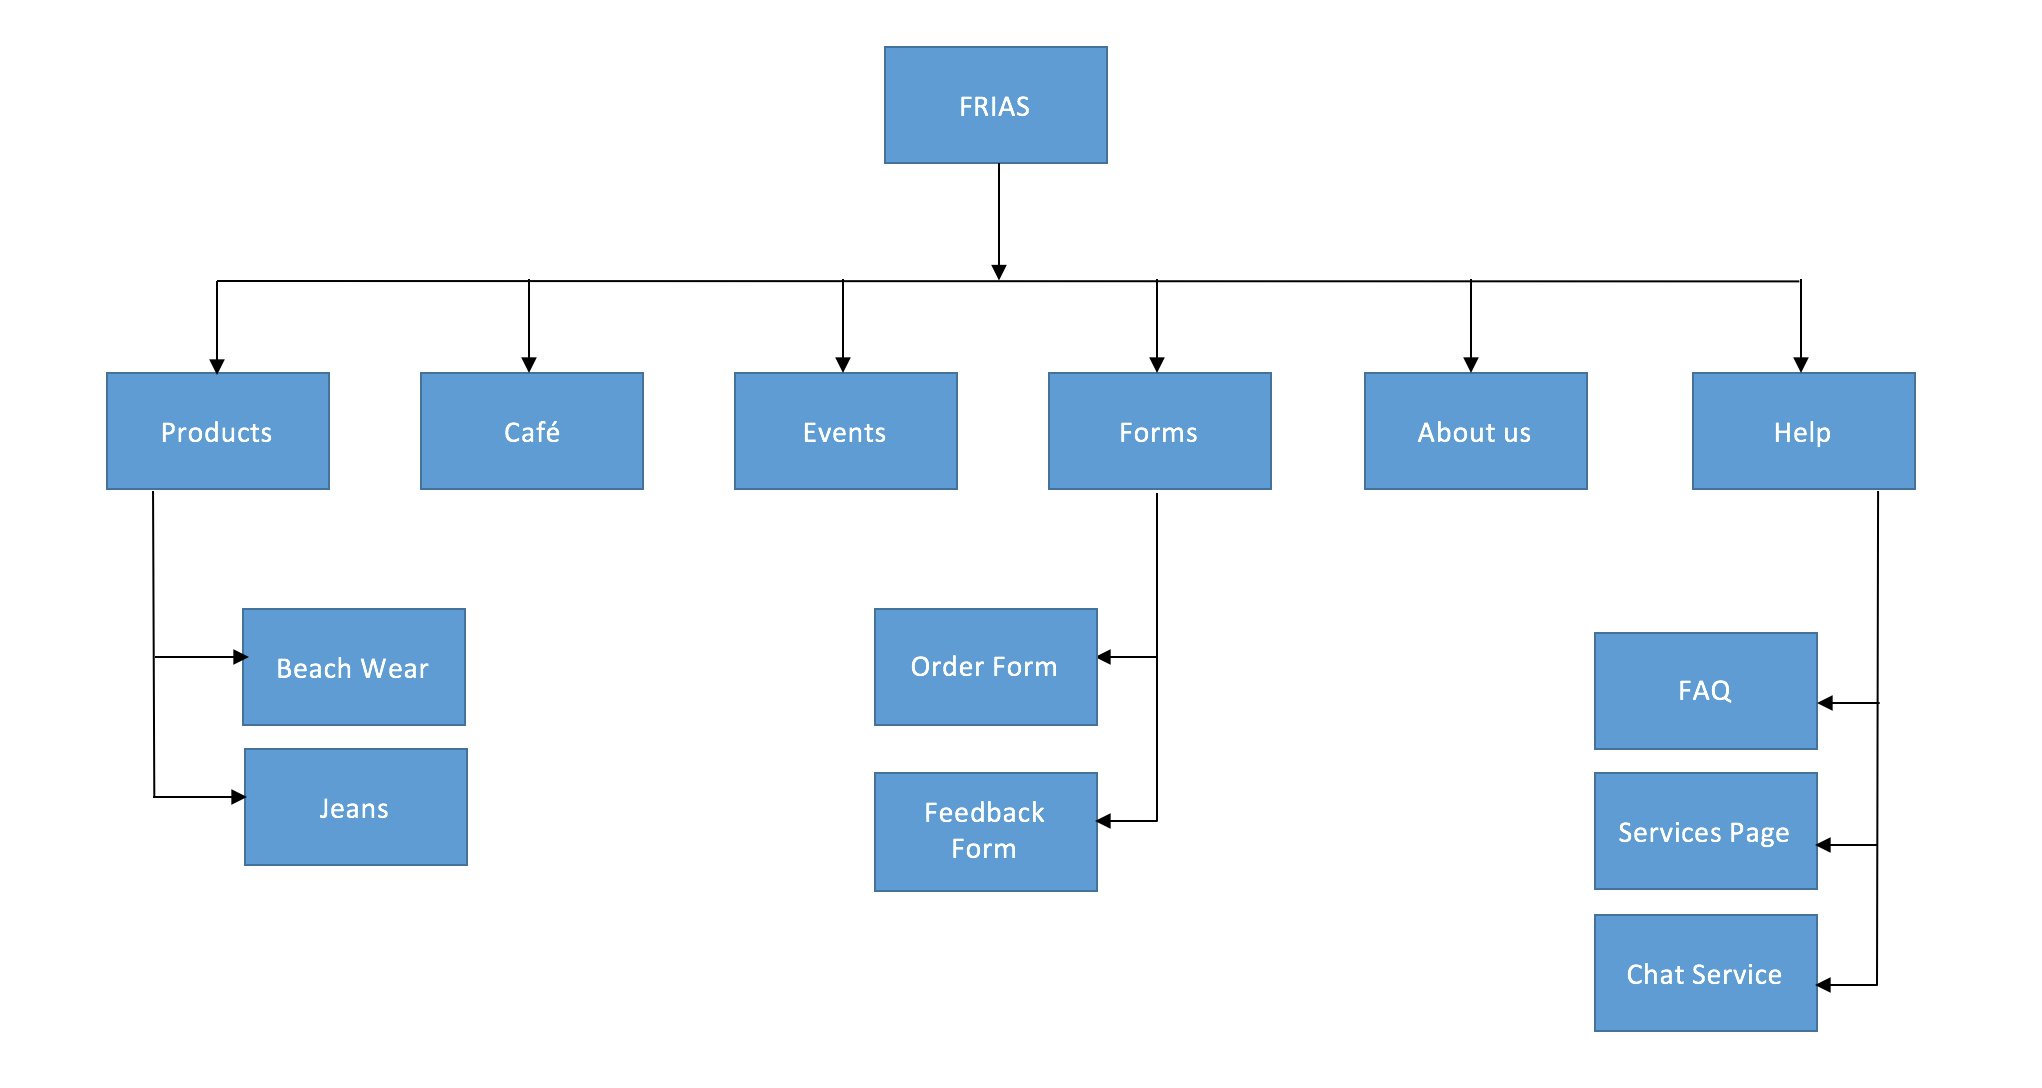 FRIAS
Products
Café
Events
Forms
About us
Help
Beach Wear
Jeans
Order Form
Feedback
Form
FAQ
Services Page
Chat Service